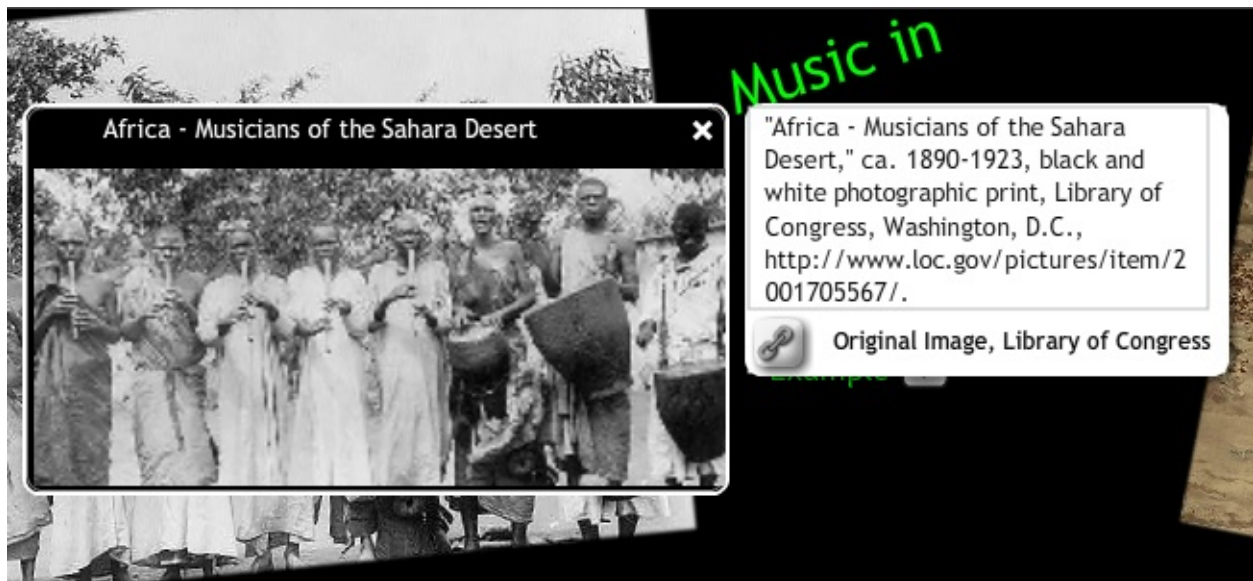 Music in
Africa - Musicians of the Sahara Desert
"Africa - Musicians of the Sahara
Desert," ca. 1890-1923, black and
white photographic print, Library of
Congress, Washington, D.C.,
http://www.loc.gov/pictures/item/2
001705567/.
Original Image, Library of Congress
Example